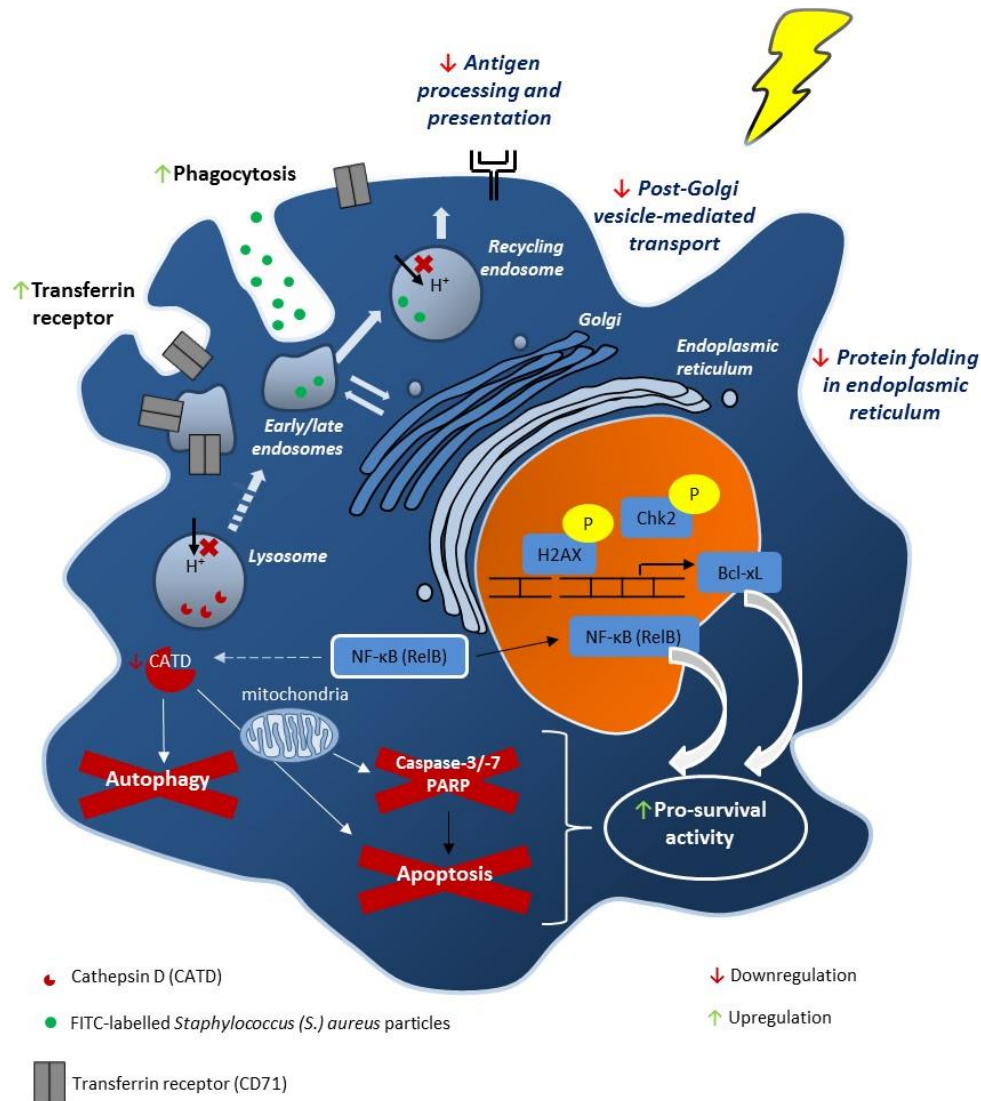 ↓ Antigen
processing and
presentation
↑Phagocytosis
↓ Post-Golgi
vesicle-mediated
transport
↑Transferrin
receptor
Recycling
endosome
H⁺
Golgi
Endoplasmic
reticulum
↓ Protein folding
in endoplasmic
reticulum
Early/late
endosomes
P
Chk2
P
H2AX
Bcl-xL
Lysosome
H⁺
NF-κB (RelB)
NF-κB (RelB)
↓ CATD
mitochondria
Autophagy
Caspase-3/-7
PARP
Apoptosis
↑Pro-survival
activity
Cathepsin D (CATD)
FITC-labelled Staphylococcus (S.) aureus particles
Transferrin receptor (CD71)
↓ Downregulation
↑ Upregulation